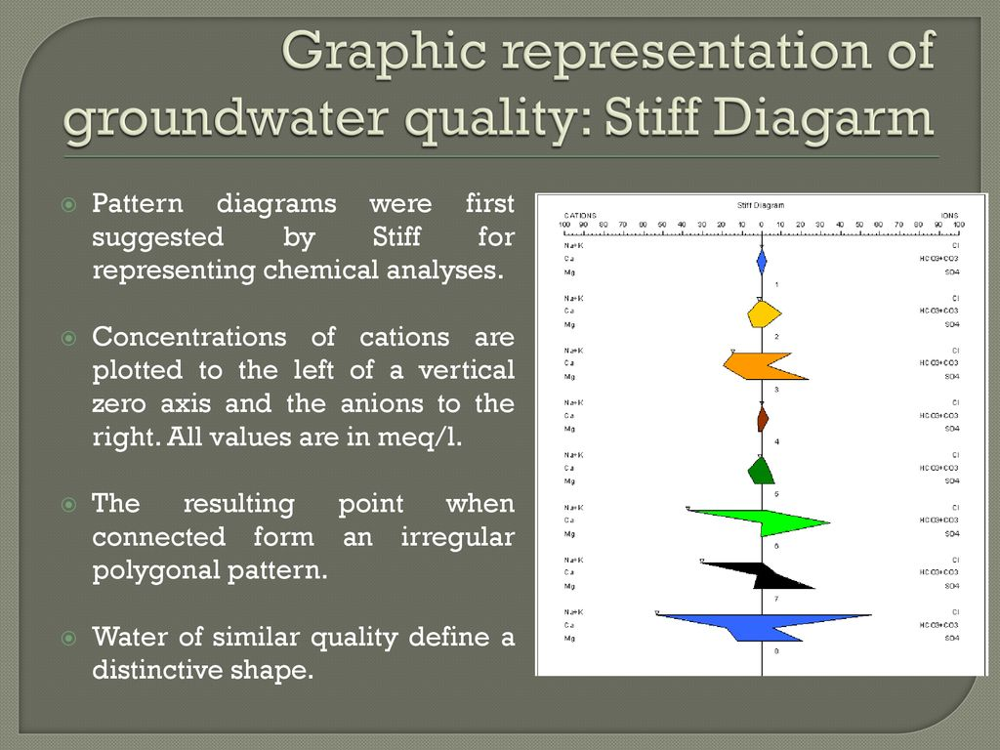 Graphic representation of
groundwater quality: Stiff Diagarm
Pattern diagrams were first
suggested by Stiff for
representing chemical analyses.
Concentrations of cations are
plotted to the left of a vertical
zero axis and the anions to the
right. All values are in meq/l.
The resulting point when
connected form an irregular
polygonal pattern.
Water of similar quality define a
distinctive shape.
Stiff Diagram
CATIONS IONS
100 90 80 70 60 50 40 30 20 10 0 10 20 30 40 50 60 70 80 90 100
Na+K Cl
Ca HCO3+CO3
Mg SO4
1
Na+K Cl
Ca HCO3+CO3
Mg SO4
2
Na+K Cl
Ca HCO3+CO3
Mg SO4
3
Na+K Cl
Ca HCO3+CO3
Mg SO4
4
Na+K Cl
Ca HCO3+CO3
Mg SO4
5
Na+K Cl
Ca HCO3+CO3
Mg SO4
6
Na+K Cl
Ca HCO3+CO3
Mg SO4
7
Na+K Cl
Ca HCO3+CO3
Mg SO4
8